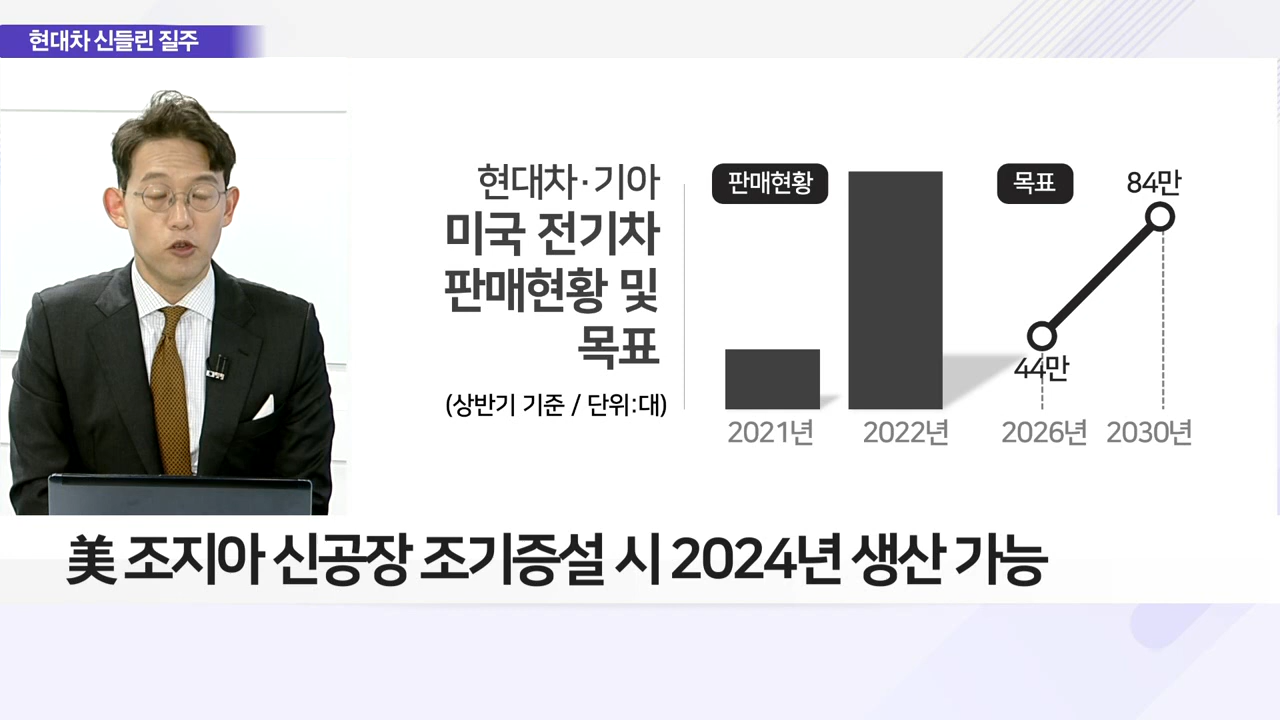 현대차 신들린 질주
현대차·기아
미국 전기차
판매현황 및
목표
(상반기 기준 / 단위:대)
판매현황
2021년
2022년
목표
84만
44만
2026년
2030년
美 조지아 신공장 조기증설 시 2024년 생산 가능